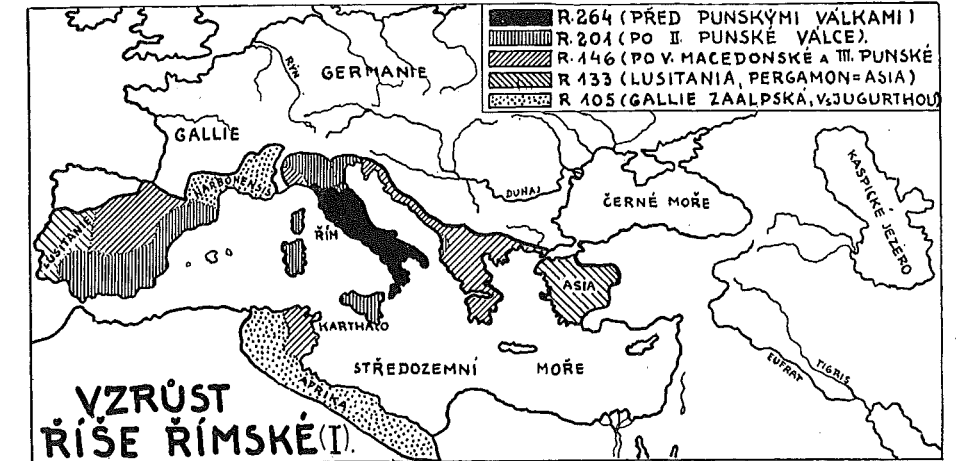 R.264 (PŘED PUNSKÝMI VÁLKAMI)
R.201 (PO II. PUNSKÉ VÁLCE).
R.146 (PO V. MACEDONSKÉ A III. PUNSKÉ
R 133 (LUSITANIA, PERGAMON=ASIA)
R 105 (GALLIE ZAALPSKÁ, V.S JUGURTHOU)
RÝN
GERMANIE
GALLIE
NARBONENSIS
DUNAJ
ČERNÉ MOŘE
KASPICKÉ JEZERO
LUSITANIE
ŘÍM
ASIA
KARTHAGO
STŘEDOZEMNÍ MOŘE
AFRIKA
EUFRAT
TIGRIS
VZRŮST
ŘÍŠE ŘÍMSKÉ (I).